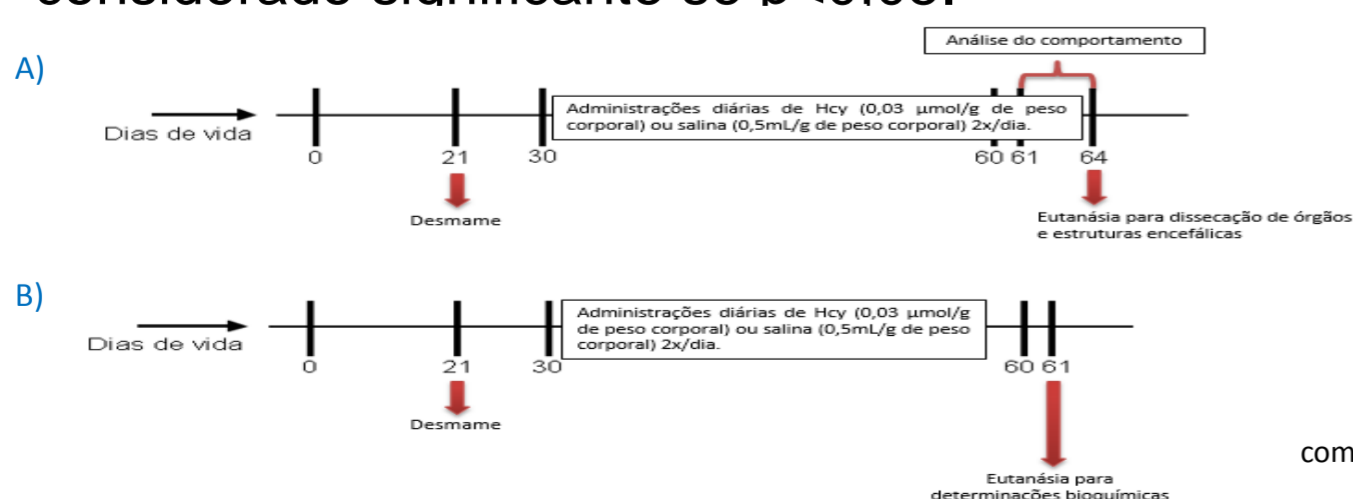 Análise do comportamento
A)
Administrações diárias de Hcy (0,03 µmol/g de peso
corporal) ou salina (0,5mL/g de peso corporal) 2x/dia.
Dias de vida
0
21
30
60 61
64
Desmame
Eutanásia para dissecação de órgãos
e estruturas encefálicas
B)
Administrações diárias de Hcy (0,03 µmol/g
de peso corporal) ou salina (0,5mL/g de peso
corporal) 2x/dia.
Dias de vida
0
21
30
60 61
Desmame
com
Eutanásia para
determinações bioquímicas